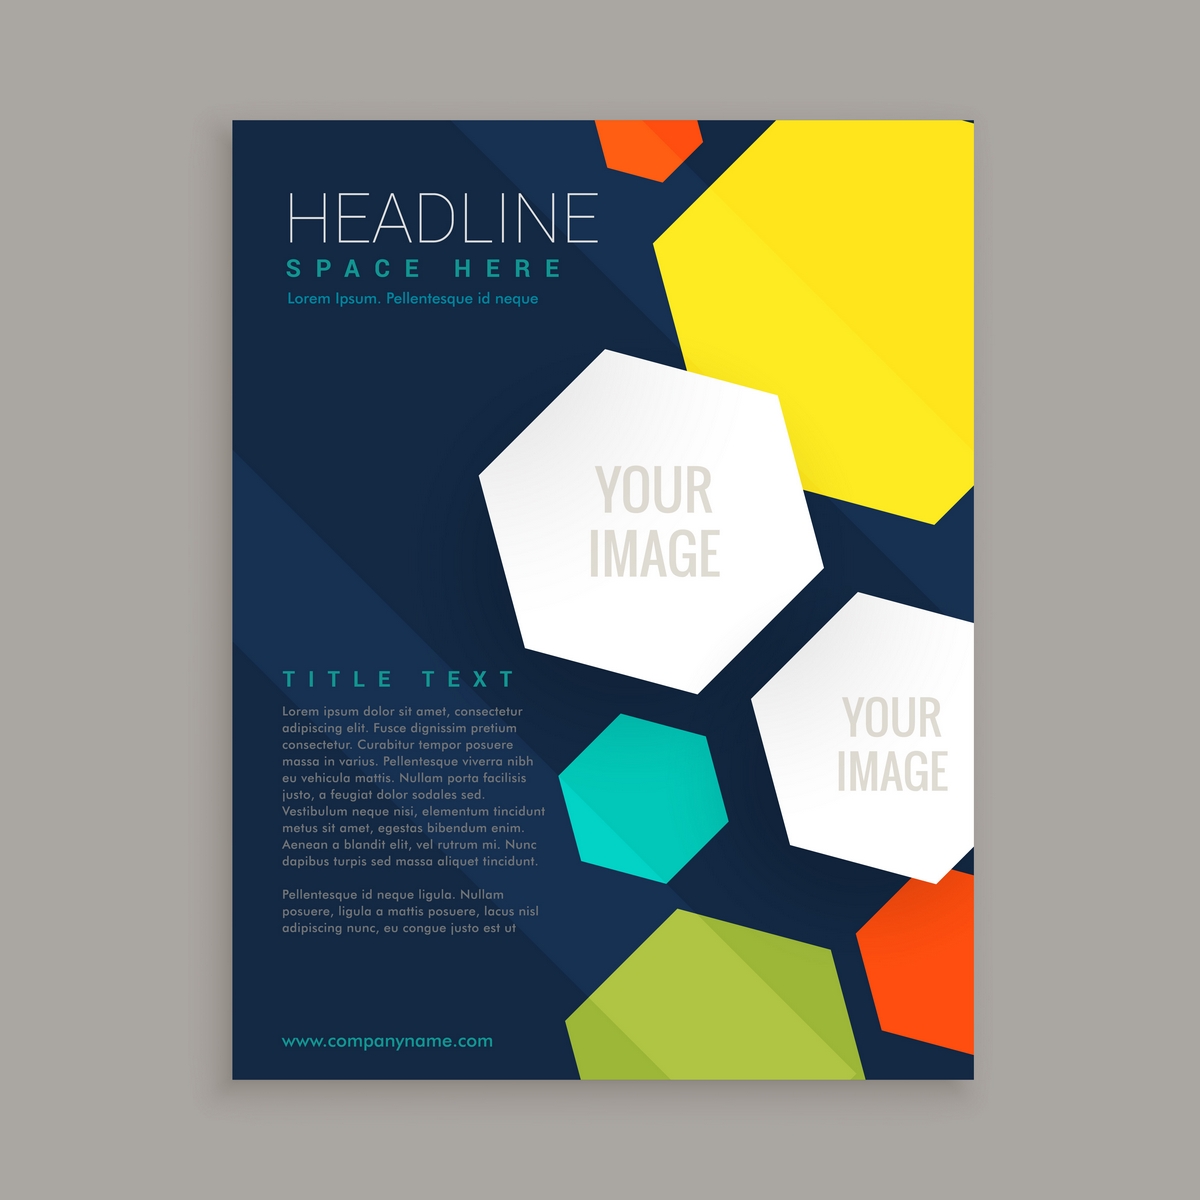 HEADLINE
SPACE HERE
Lorem Ipsum. Pellentesque id neque
YOUR
IMAGE
YOUR
IMAGE
TITLE TEXT
Lorem ipsum dolor sit amet, consectetur
adipiscing elit. Fusce dignissim pretium
consectetur. Curabitur tempor posuere
massa in varius. Pellentesque viverra nibh
eu vehicula mattis. Nullam porta facilisis
justo, a feugiat dolor sodales sed.
Vestibulum neque nisi, elementum tincidunt
metus sit amet, egestas bibendum enim.
Aenean a blandit elit, vel rutrum mi. Nunc
dapibus turpis sed massa aliquet tincidunt.
Pellentesque id neque ligula. Nullam
posuere, ligula a mattis posuere, lacus nisl
adipiscing nunc, eu congue justo est ut
www.companyname.com